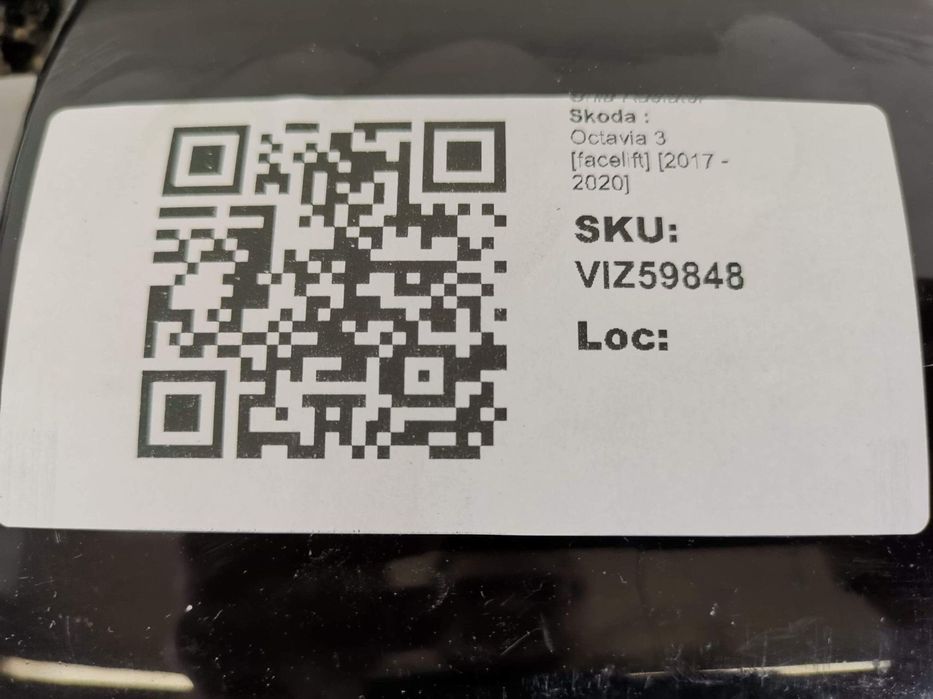 Skoda :
Octavia 3
[facelift] [2017 -
2020]
SKU:
VIZ59848
Loc: